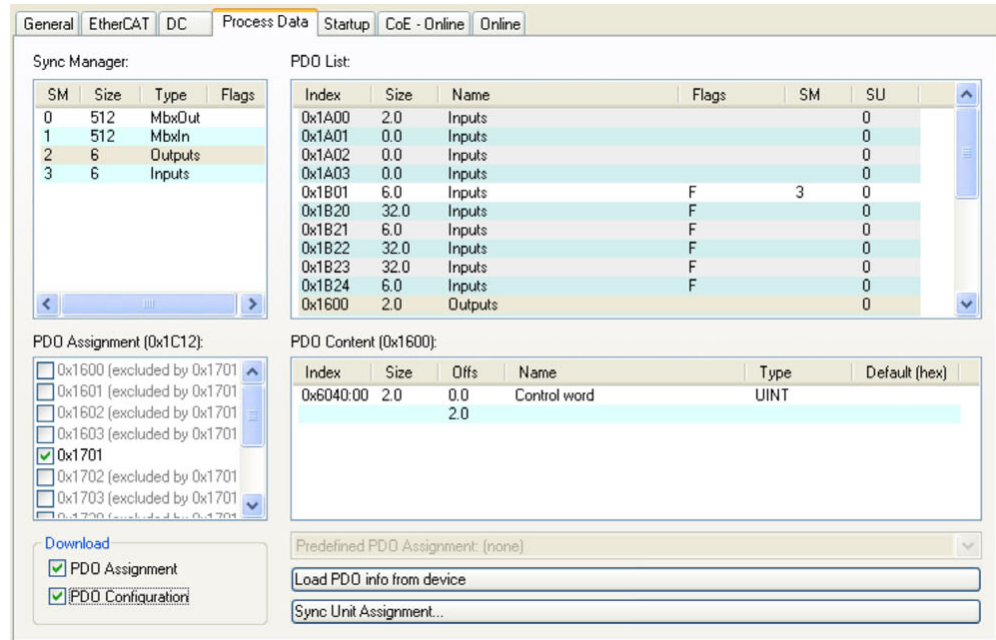 General EtherCAT DC Process Data Startup CoE - Online Online
Sync Manager:
SM Size Type Flags
0 512 MbxOut
1 512 MbxIn
2 6 Outputs
3 6 Inputs
PDO List:
Index Size Name Flags SM SU
0x1A00 2.0 Inputs 0
0x1A01 0.0 Inputs 0
0x1A02 0.0 Inputs 0
0x1A03 0.0 Inputs 0
0x1B01 6.0 Inputs F 3 0
0x1B20 32.0 Inputs F 0
0x1B21 6.0 Inputs F 0
0x1B22 32.0 Inputs F 0
0x1B23 32.0 Inputs F 0
0x1B24 6.0 Inputs F 0
0x1600 2.0 Outputs 0
PDO Assignment (0x1C12):
0x1600 (excluded by 0x1701
0x1601 (excluded by 0x1701
0x1602 (excluded by 0x1701
0x1603 (excluded by 0x1701
0x1701
0x1702 (excluded by 0x1701
0x1703 (excluded by 0x1701
PDO Content (0x1600):
Index Size Offs Name Type Default (hex)
0x6040:00 2.0 0.0 Control word UINT
2.0
Download
PDO Assignment
PDO Configuration
Predefined PDO Assignment: (none)
Load PDO info from device
Sync Unit Assignment...